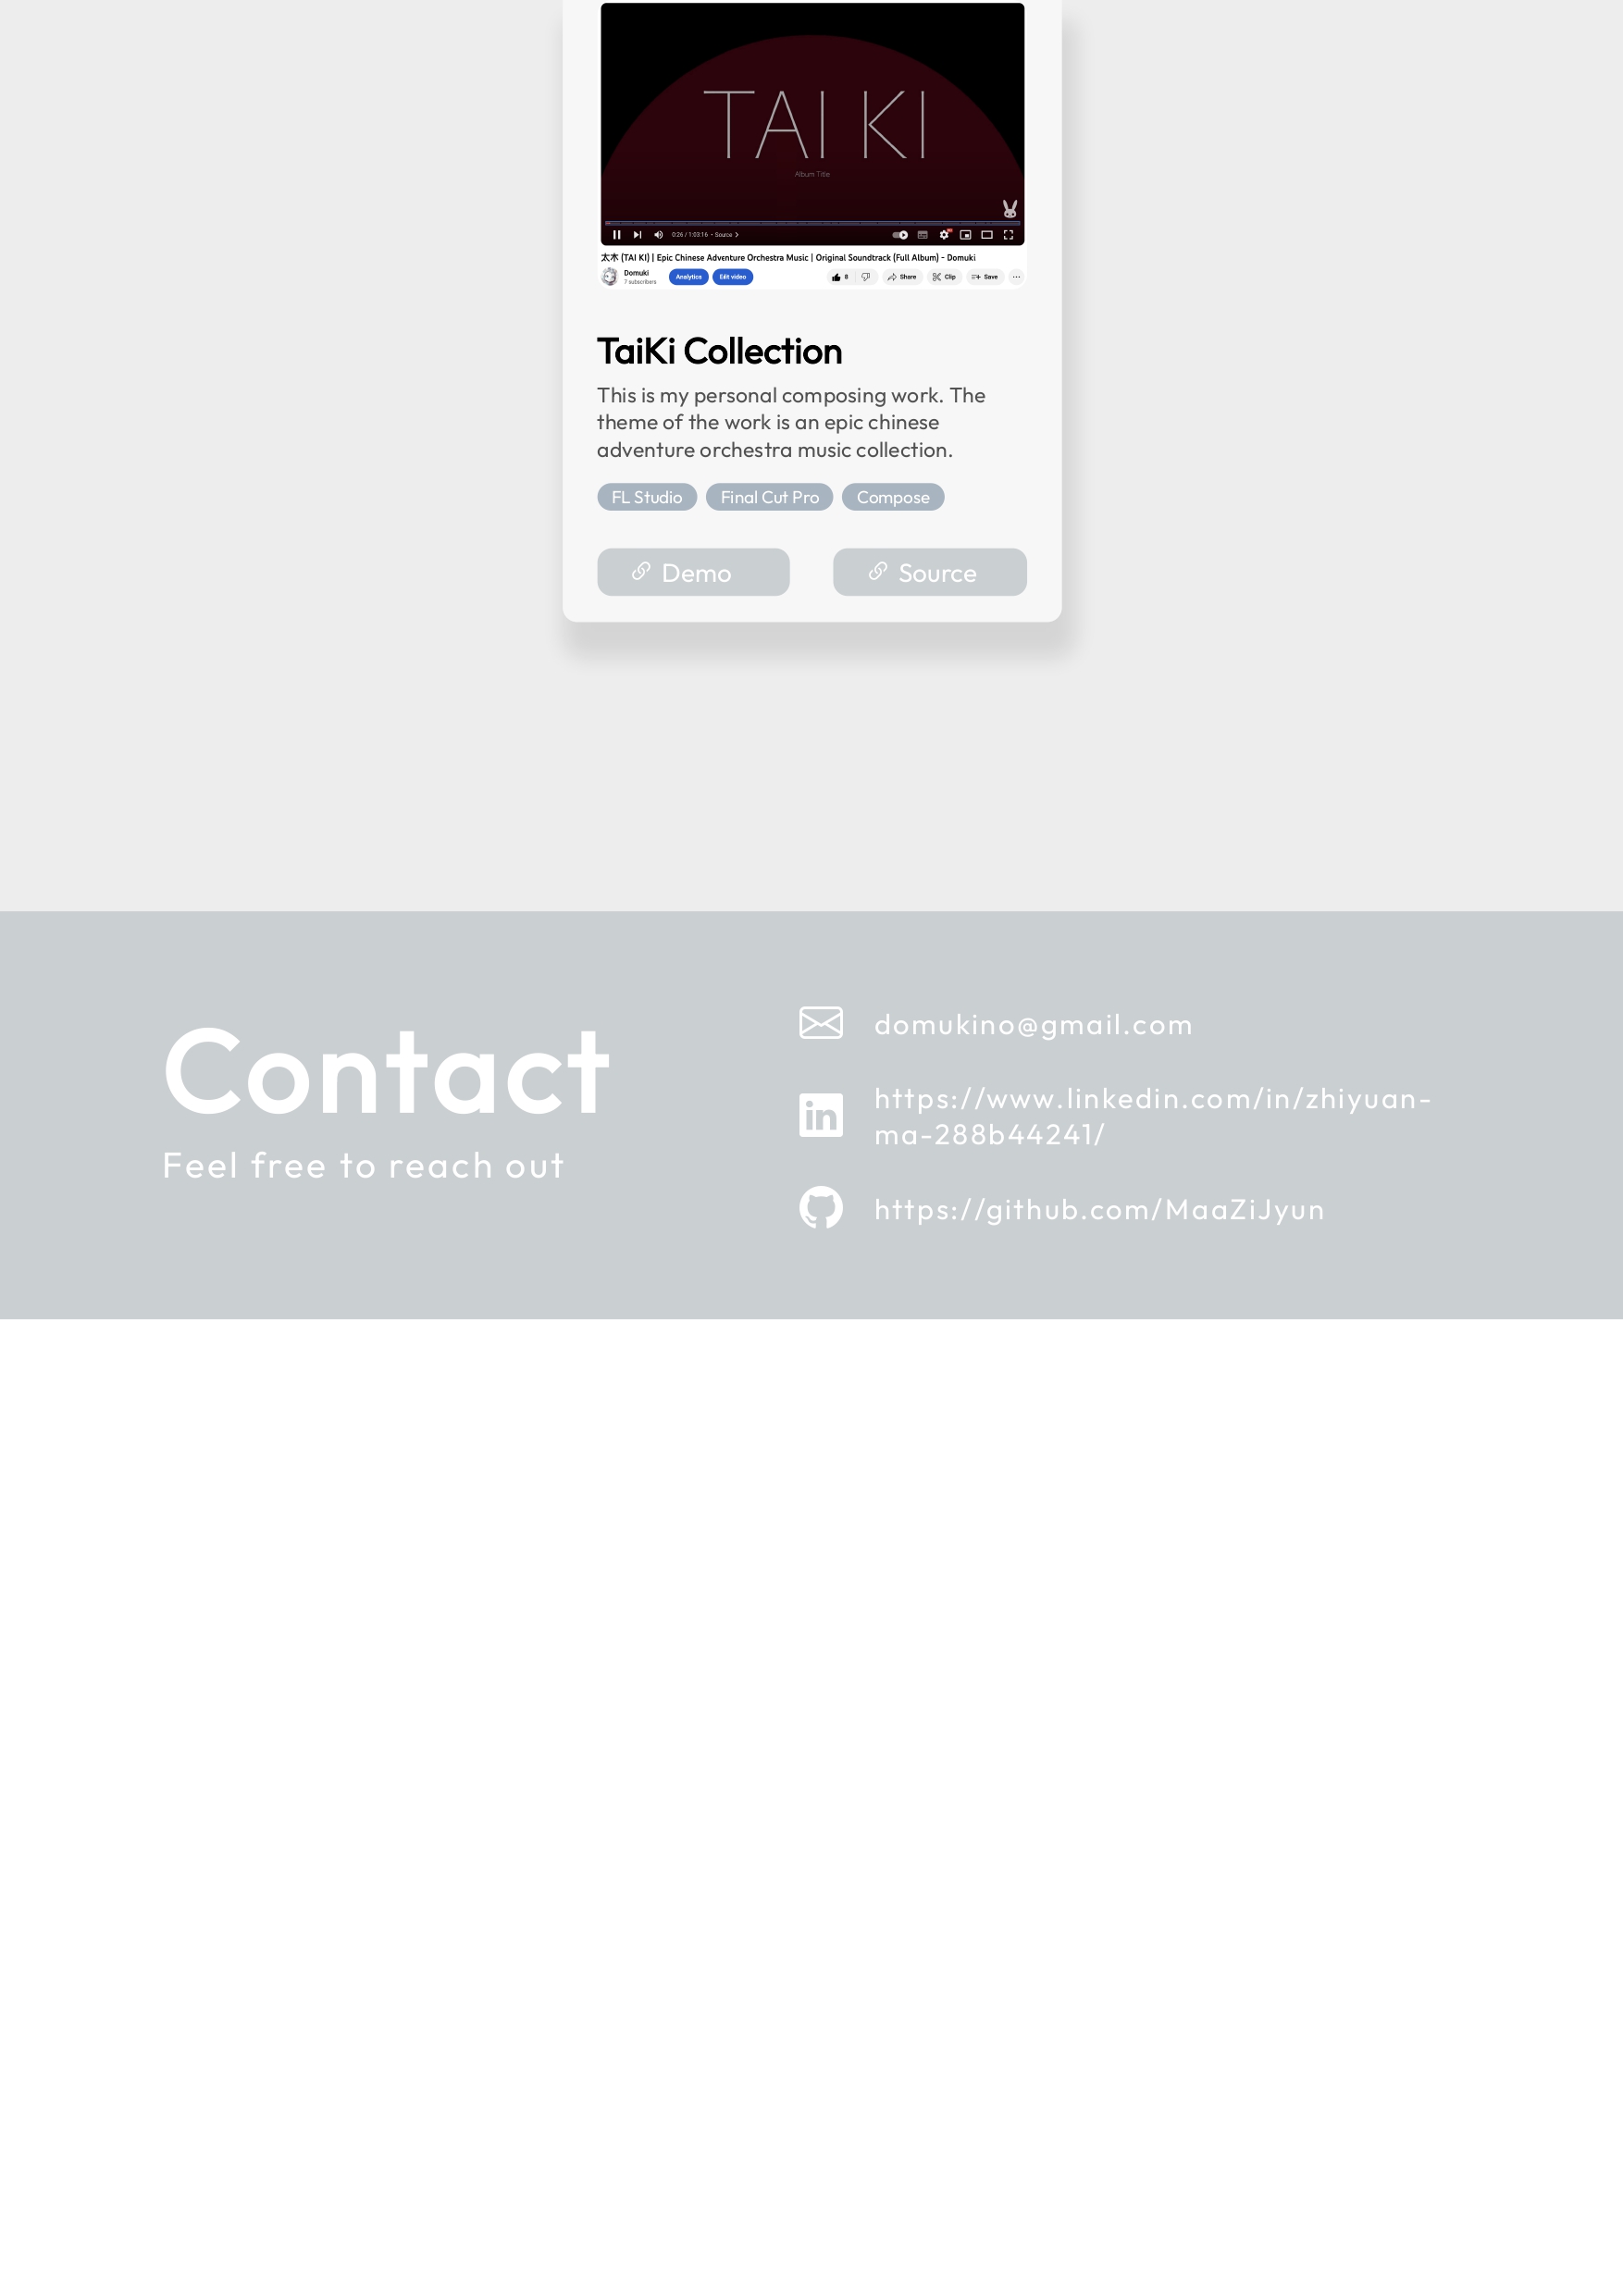 TAI KI
Album Title
0:26 / 1:03:16 • Source >
太木 (TAI KI) | Epic Chinese Adventure Orchestra Music | Original Soundtrack (Full Album) - Domuki
Domuki
7 subscribers
Analytics
Edit video
8
Share
Clip
Save
TaiKi Collection
This is my personal composing work. The
theme of the work is an epic chinese
adventure orchestra music collection.
FL Studio
Final Cut Pro
Compose
Demo
Source
Contact
Feel free to reach out
domukino@gmail.com
https://www.linkedin.com/in/zhiyuan-
ma-288b44241/
https://github.com/MaaZiJyun